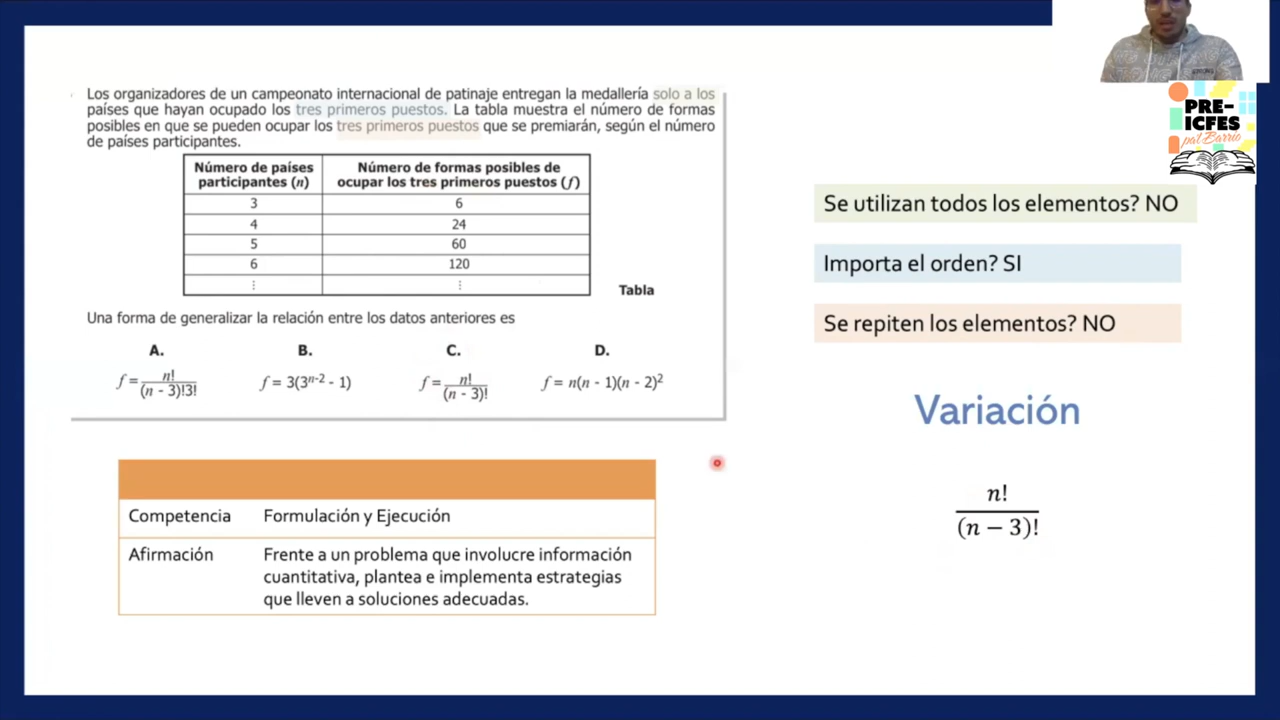 Los organizadores de un campeonato internacional de patinaje entregan la medallería solo a los
países que hayan ocupado los tres primeros puestos. La tabla muestra el número de formas
posibles en que se pueden ocupar los tres primeros puestos que se premiarán, según el número
de países participantes.
Número de países participantes (n) Número de formas posibles de ocupar los tres primeros puestos (f)
3 6
4 24
5 60
6 120
⋮ ⋮
Tabla
Una forma de generalizar la relación entre los datos anteriores es
A. B. C. D.
f = n!/(n - 3)!3! f = 3(3ⁿ⁻² - 1) f = n!/(n - 3)! f = n(n - 1)(n - 2)²
Competencia Formulación y Ejecución
Afirmación Frente a un problema que involucre información
cuantitativa, plantea e implementa estrategias
que lleven a soluciones adecuadas.
PRE-
ICFES
pa'l Barrio
Se utilizan todos los elementos? NO
Importa el orden? SI
Se repiten los elementos? NO
Variación
n!/(n − 3)!